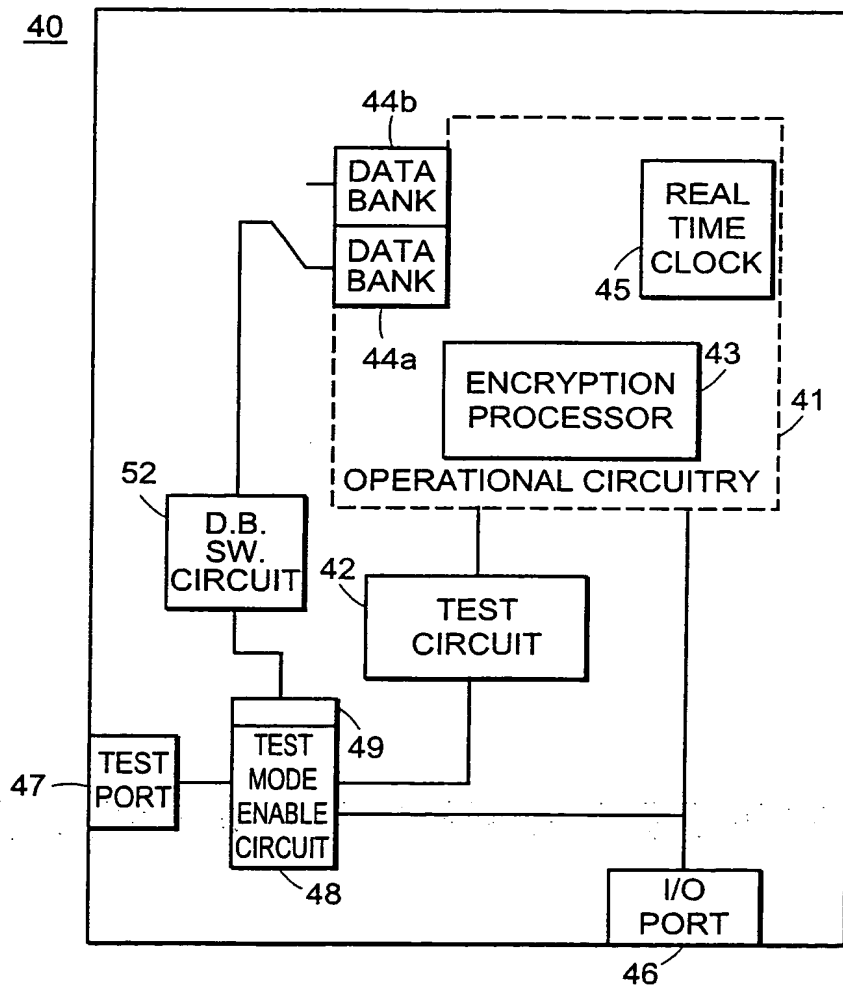 40
44b
DATA
BANK
DATA
BANK
44a
REAL
TIME
CLOCK
45
ENCRYPTION
PROCESSOR
43
41
OPERATIONAL CIRCUITRY
52
D.B.
SW.
CIRCUIT
42
TEST
CIRCUIT
49
TEST
MODE
ENABLE
CIRCUIT
48
47
TEST
PORT
I/O
PORT
46